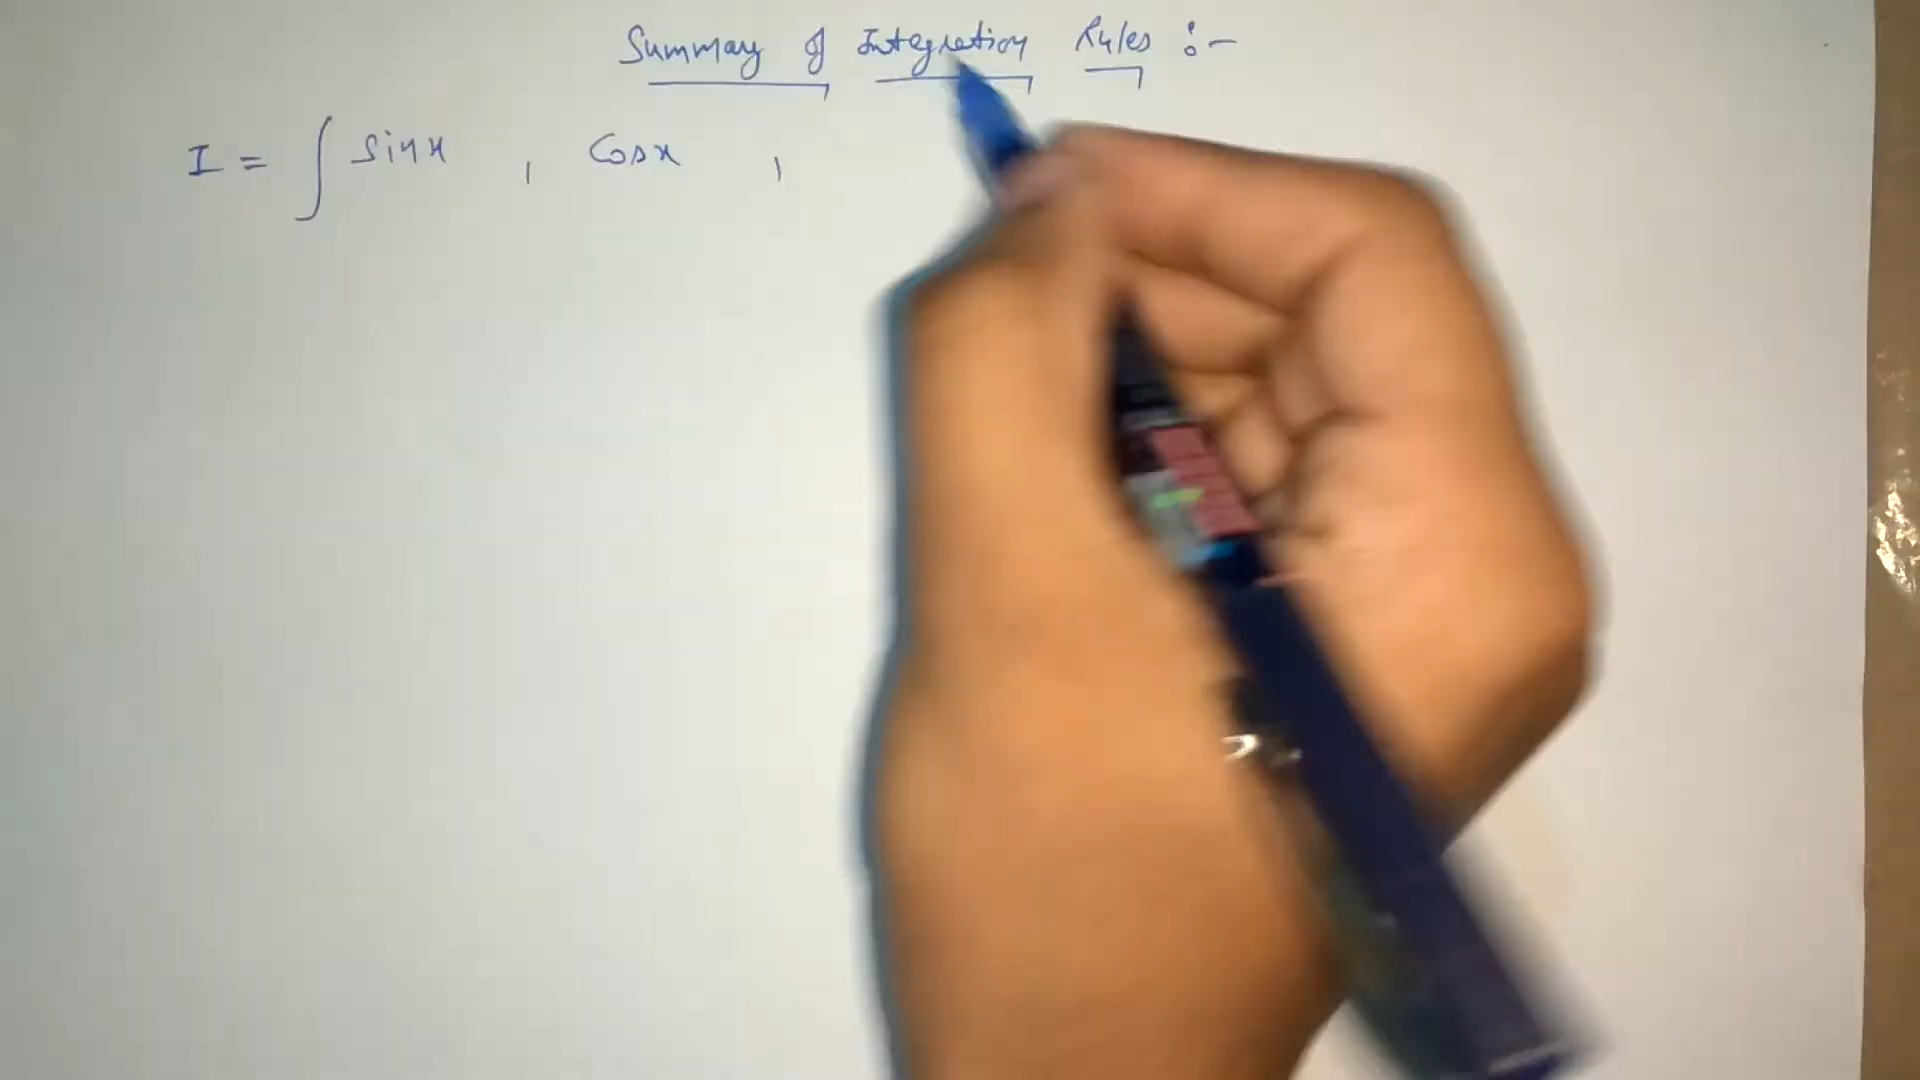 Summary of Integration Rules :-
I = ∫ Sinx , Cosx ,